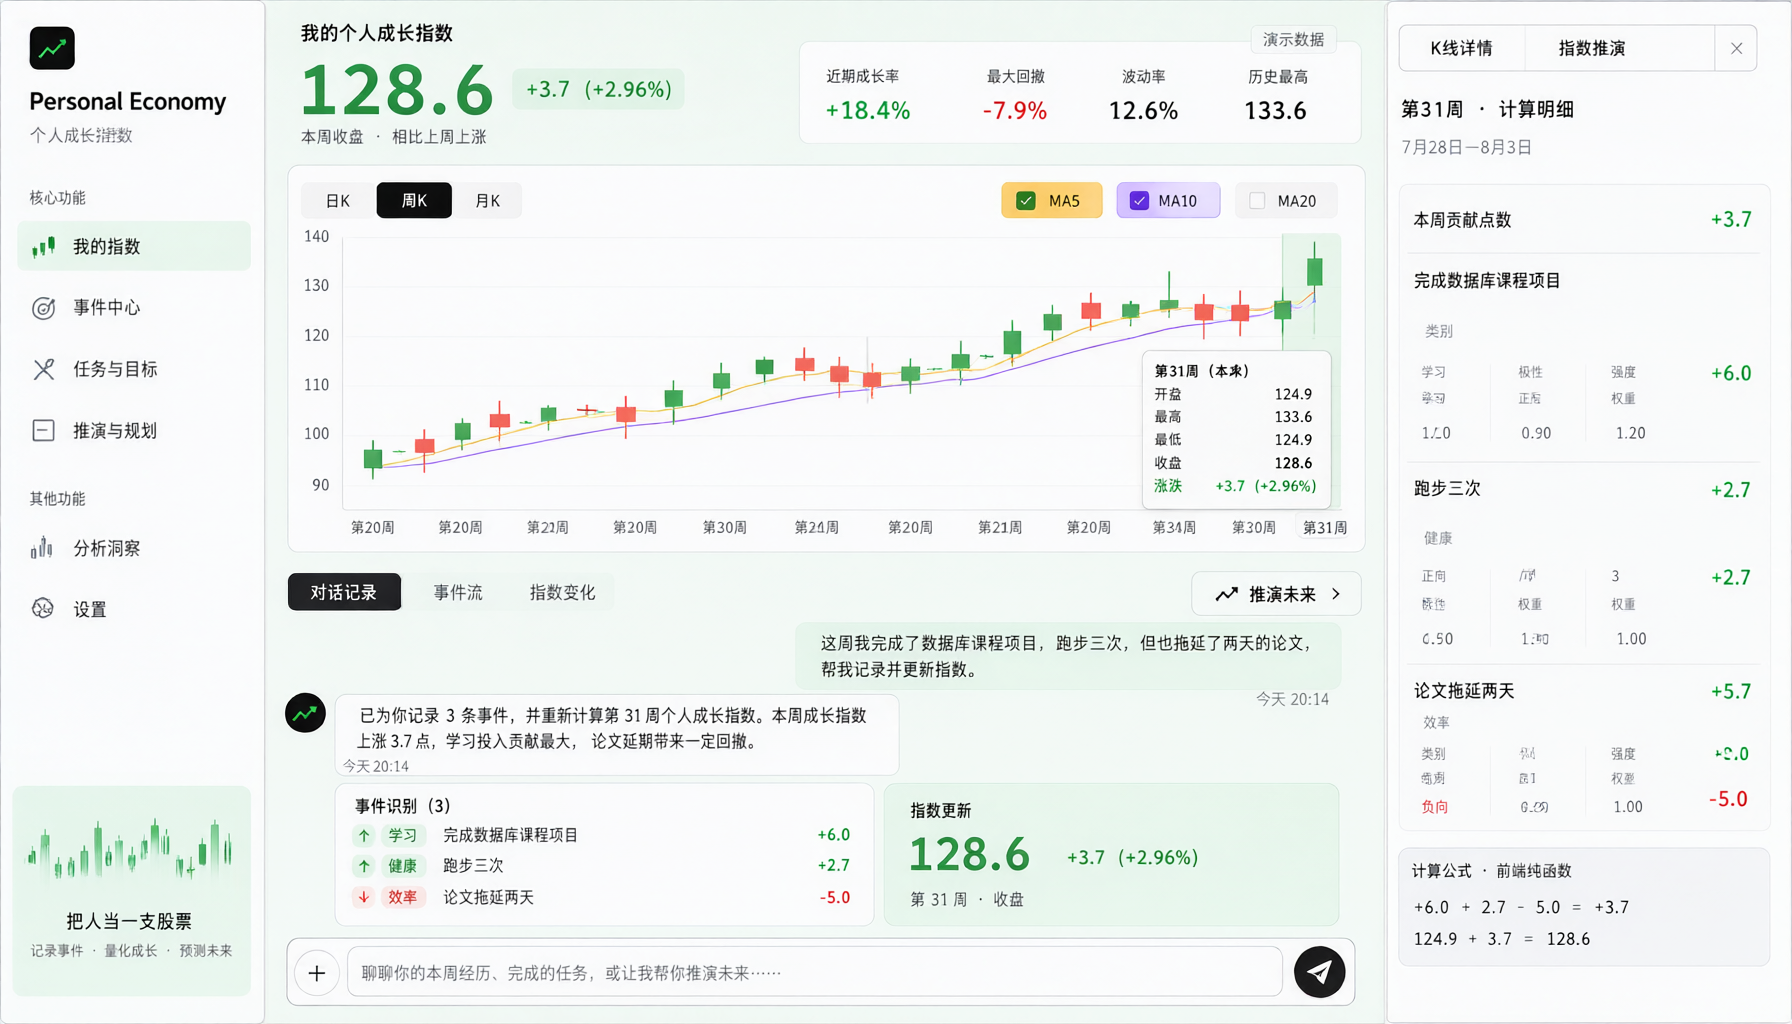 Personal Economy
个人成长指数
核心功能
我的指数
事件中心
任务与目标
推演与规划
其他功能
分析洞察
设置
把人当一支股票
记录事件 · 量化成长 · 预测未来
我的个人成长指数
128.6
+3.7 (+2.96%)
本周收盘 · 相比上周上涨
演示数据
近期成长率
+18.4%
最大回撤
-7.9%
波动率
12.6%
历史最高
133.6
日K
周K
月K
MA5
MA10
MA20
140
130
120
110
100
90
第31周
开盘 124.9
最高 133.6
最低 124.9
收盘 128.6
涨跌 +3.7 (+2.96%)
第20周 第20周 第21周 第20周 第30周 第21周 第20周 第21周 第20周 第34周 第30周 第31周
对话记录
事件流
指数变化
推演未来
这周我完成了数据库课程项目，跑步三次，但也拖延了两天的论文，
帮我记录并更新指数。
今天 20:14
已为你记录 3 条事件，并重新计算第 31 周个人成长指数。本周成长指数
上涨 3.7 点，学习投入贡献最大， 论文延期带来一定回撤。
今天 20:14
事件识别（3）
学习 完成数据库课程项目 +6.0
健康 跑步三次 +2.7
效率 论文拖延两天 -5.0
指数更新
128.6
+3.7 (+2.96%)
第 31 周 · 收盘
聊聊你的本周经历、完成的任务，或让我帮你推演未来……
K线详情
指数推演
第31周 · 计算明细
7月28日—8月3日
本周贡献点数 +3.7
完成数据库课程项目
类别
学习 极性 强度 +6.0
权重
0.90 1.20
跑步三次 +2.7
健康
正向 3 +2.7
权重 权重
1.00
论文拖延两天 +5.7
效率
类别 强度
负向 1.00 -5.0
计算公式 · 前端纯函数
+6.0 + 2.7 - 5.0 = +3.7
124.9 + 3.7 = 128.6